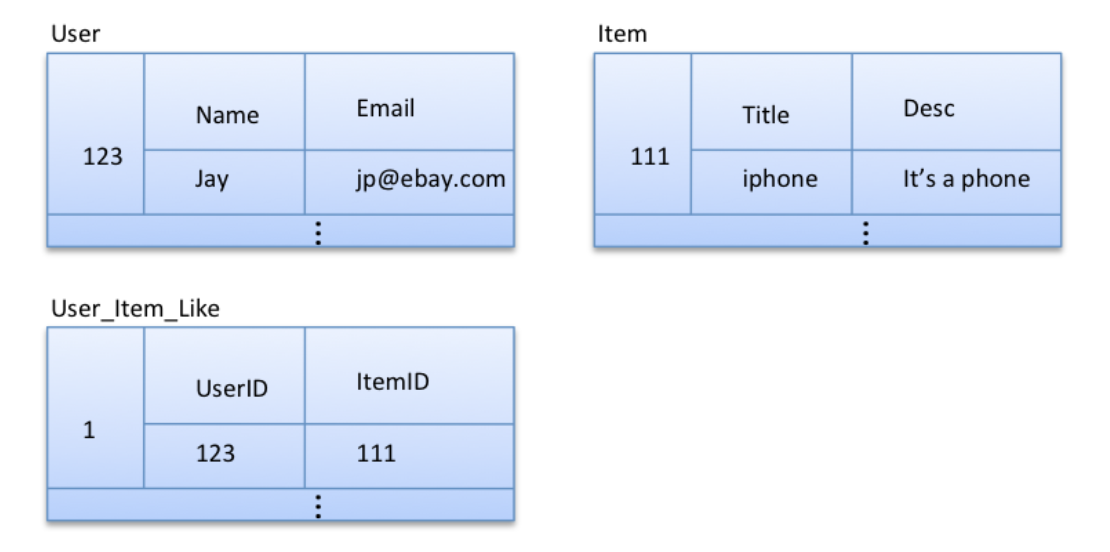 User
Name Email
123
Jay jp@ebay.com
Item
Title Desc
111
iphone It's a phone
User_Item_Like
UserID ItemID
1
123 111